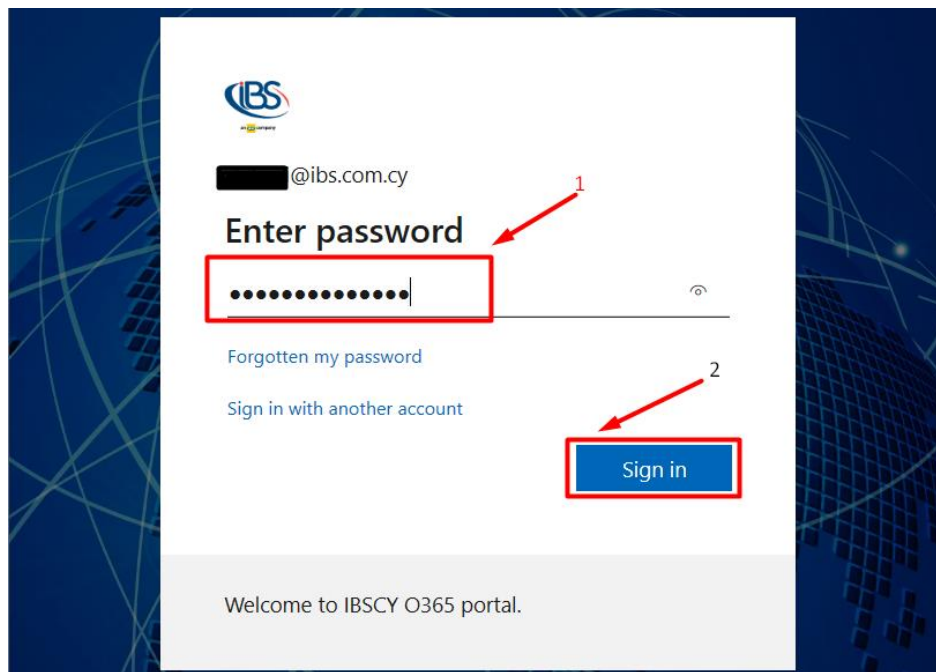 iBS
@ibs.com.cy
1
Enter password
Forgotten my password
2
Sign in with another account
Sign in
Welcome to IBSCY O365 portal.